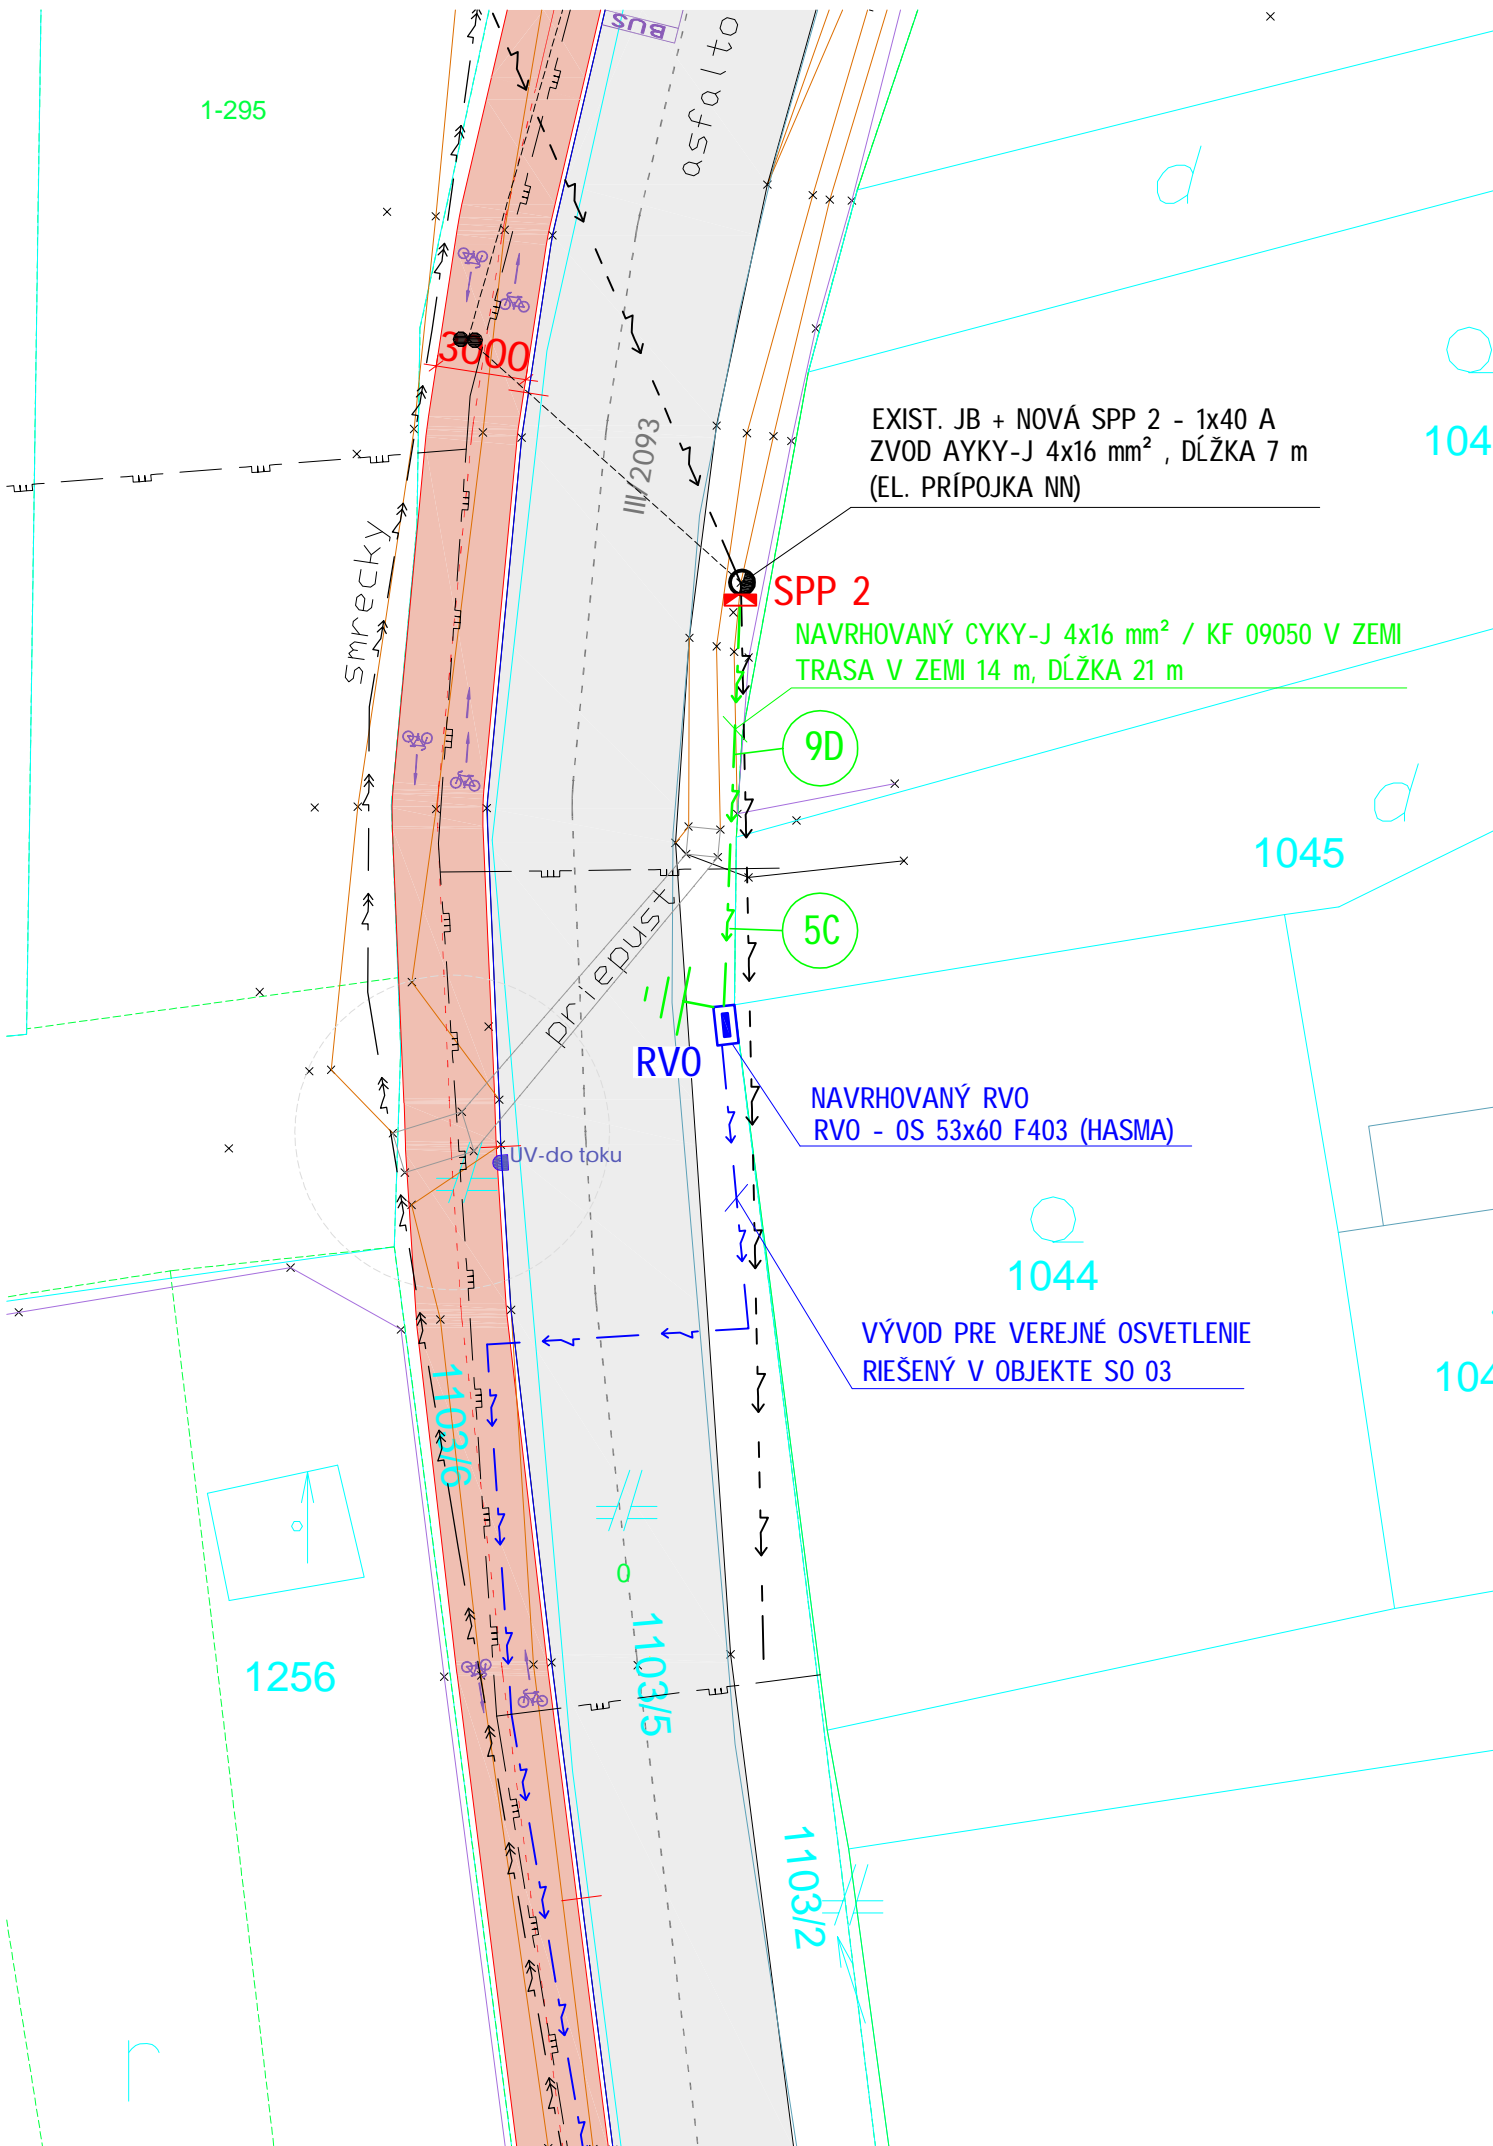 BUS
asfalto
1-295
3000
III/2093
EXIST. JB + NOVÁ SPP 2 - 1x40 A
ZVOD AYKY-J 4x16 mm² , DĹŽKA 7 m
(EL. PRÍPOJKA NN)
104
smrecky
SPP 2
NAVRHOVANÝ CYKY-J 4x16 mm² / KF 09050 V ZEMI
TRASA V ZEMI 14 m, DĹŽKA 21 m
9D
1045
5C
priepust
RVO
NAVRHOVANÝ RVO
RVO - OS 53x60 F403 (HASMA)
UV-do toku
1044
VÝVOD PRE VEREJNÉ OSVETLENIE
RIEŠENÝ V OBJEKTE SO 03
104
1103/6
0
1103/5
1256
1103/2
r